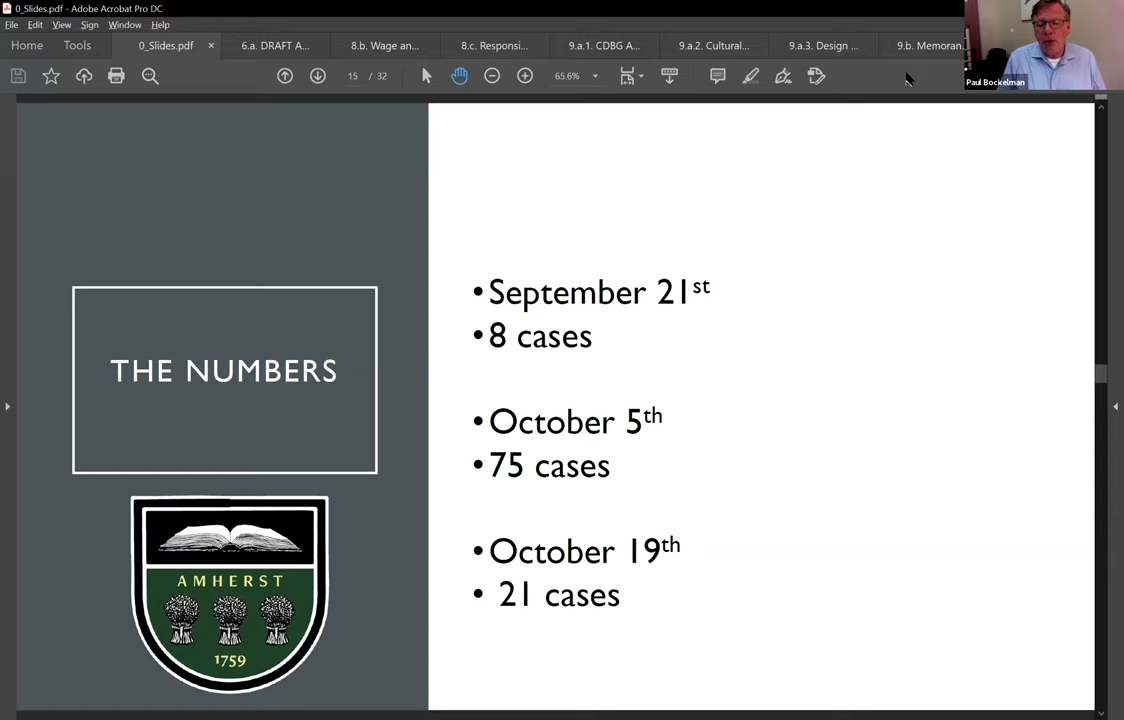 0_Slides.pdf - Adobe Acrobat Pro DC
File Edit View Sign Window Help
Home Tools 0_Slides.pdf × 6.a. DRAFT A... 8.b. Wage an... 8.c. Responsi... 9.a.1. CDBG A... 9.a.2. Cultural... 9.a.3. Design ... 9.b. Memoran...
15 / 32 65.6%
Paul Bockelman
THE NUMBERS
AMHERST
1759
•September 21st
•8 cases
•October 5th
•75 cases
•October 19th
• 21 cases